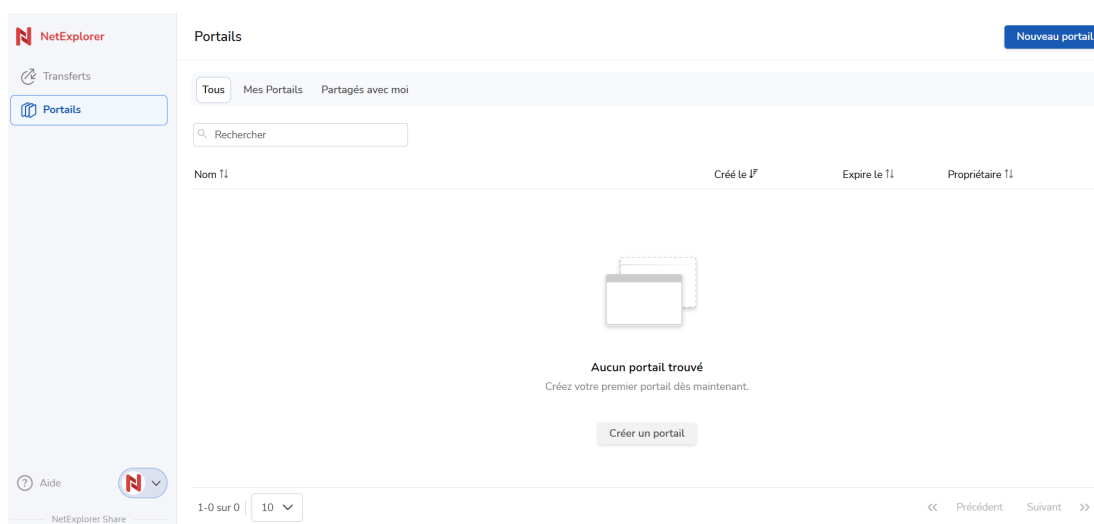 NetExplorer
Portails
Nouveau portail
Transferts
Portails
Tous Mes Portails Partagés avec moi
Rechercher
Nom Créé le Expire le Propriétaire
Aucun portail trouvé
Créez votre premier portail dès maintenant.
Créer un portail
? Aide
1-0 sur 0 10
<< Précédent Suivant >>
NetExplorer Share